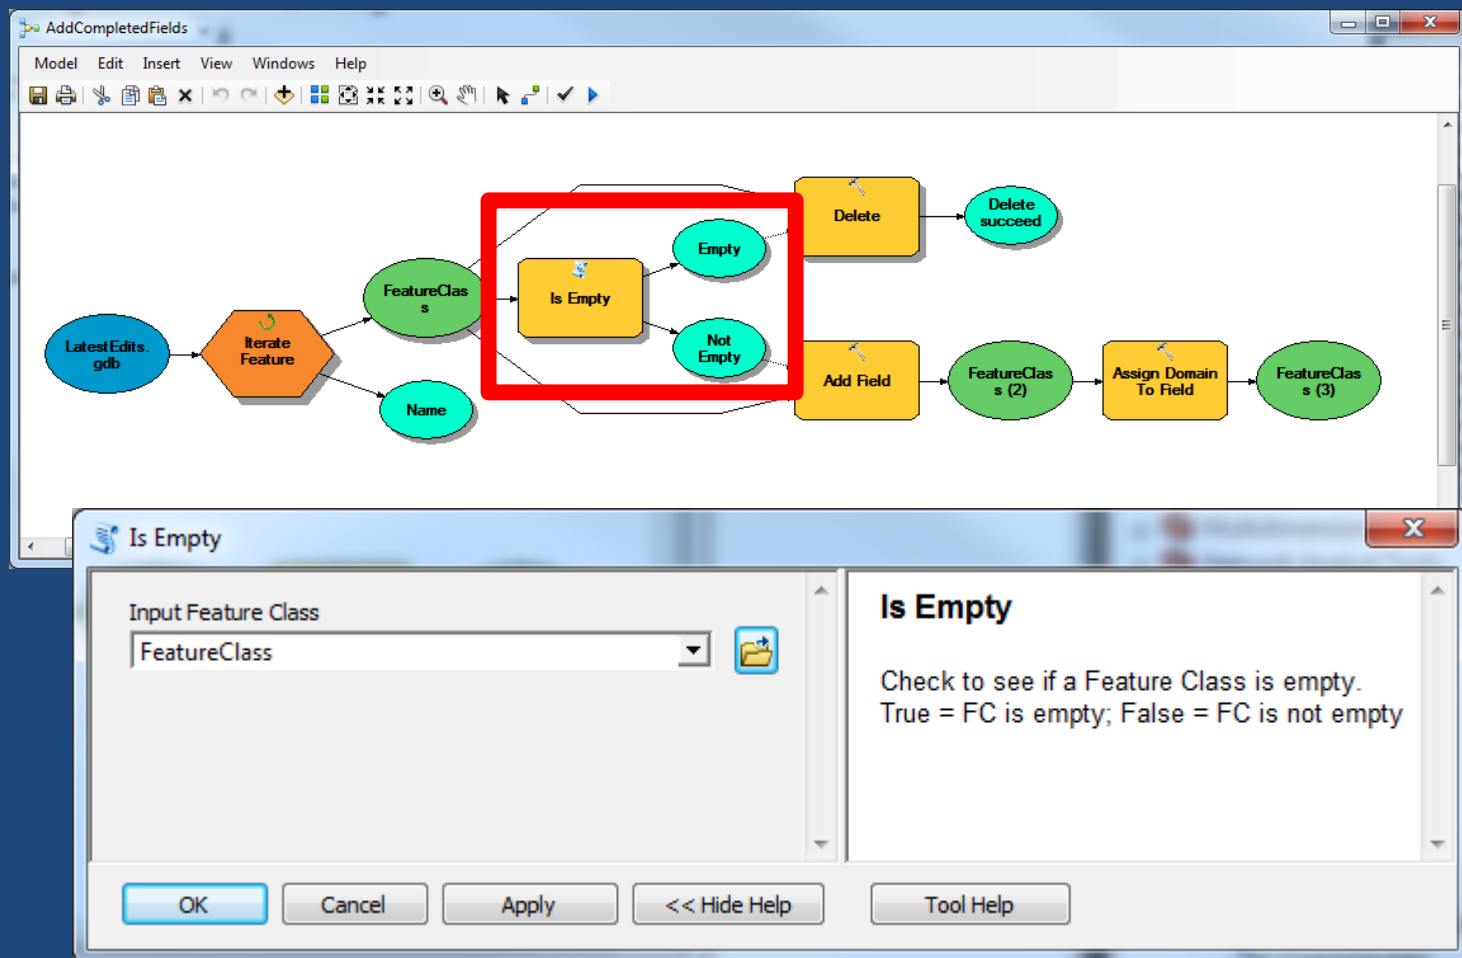 AddCompletedFields
Model Edit Insert View Windows Help
Delete
Delete
succeed
Empty
Is Empty
FeatureClas
s
Not
Empty
LatestEdits.
gdb
Iterate
Feature
Name
Add Field
FeatureClas
s (2)
Assign Domain
To Field
FeatureClas
s (3)
Is Empty
Input Feature Class
FeatureClass
Is Empty
Check to see if a Feature Class is empty.
True = FC is empty; False = FC is not empty
OK Cancel Apply << Hide Help Tool Help